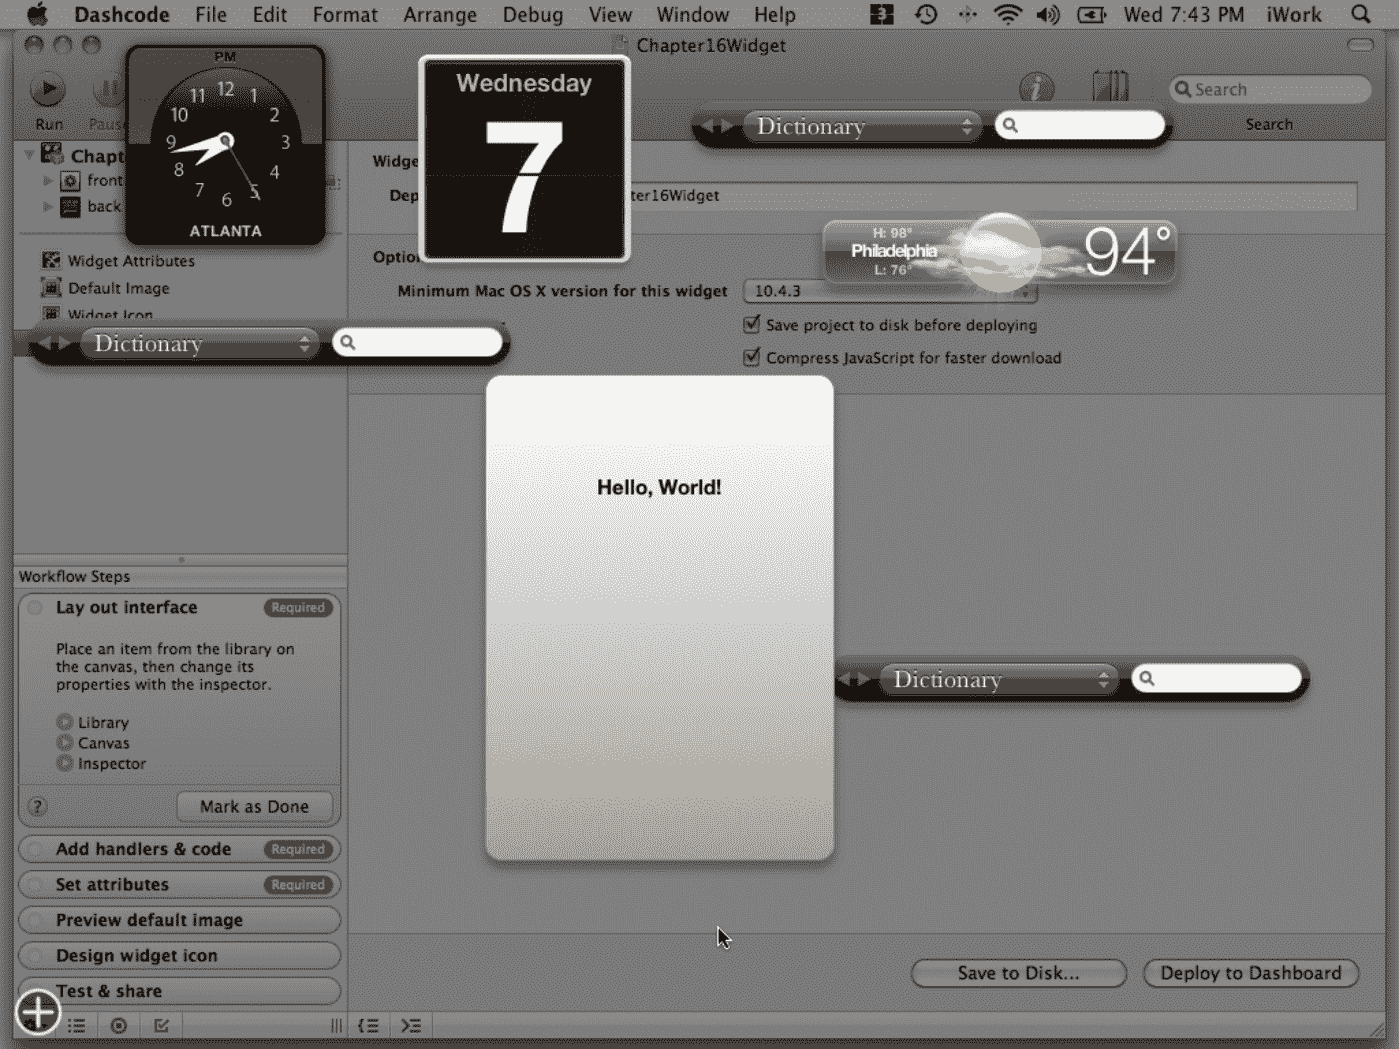 Dashcode File Edit Format Arrange Debug View Window Help 3 Wed 7:43 PM iWork
Chapter16Widget
Run Pause
i
Search
Search
PM
12
11 1
10 2
9 3
8 4
7 5
6
ATLANTA
Wednesday
7
Dictionary
Chapt
front
back
Widge
Dep
ter16Widget
H: 98°
Philadelphia
L: 76°
94°
Widget Attributes
Default Image
Widget Icon
Optio
Minimum Mac OS X version for this widget 10.4.3
Save project to disk before deploying
Compress JavaScript for faster download
Dictionary
Hello, World!
Dictionary
Workflow Steps
Lay out interface Required
Place an item from the library on
the canvas, then change its
properties with the inspector.
Library
Canvas
Inspector
? Mark as Done
Add handlers & code Required
Set attributes Required
Preview default image
Design widget icon
Test & share
Save to Disk... Deploy to Dashboard